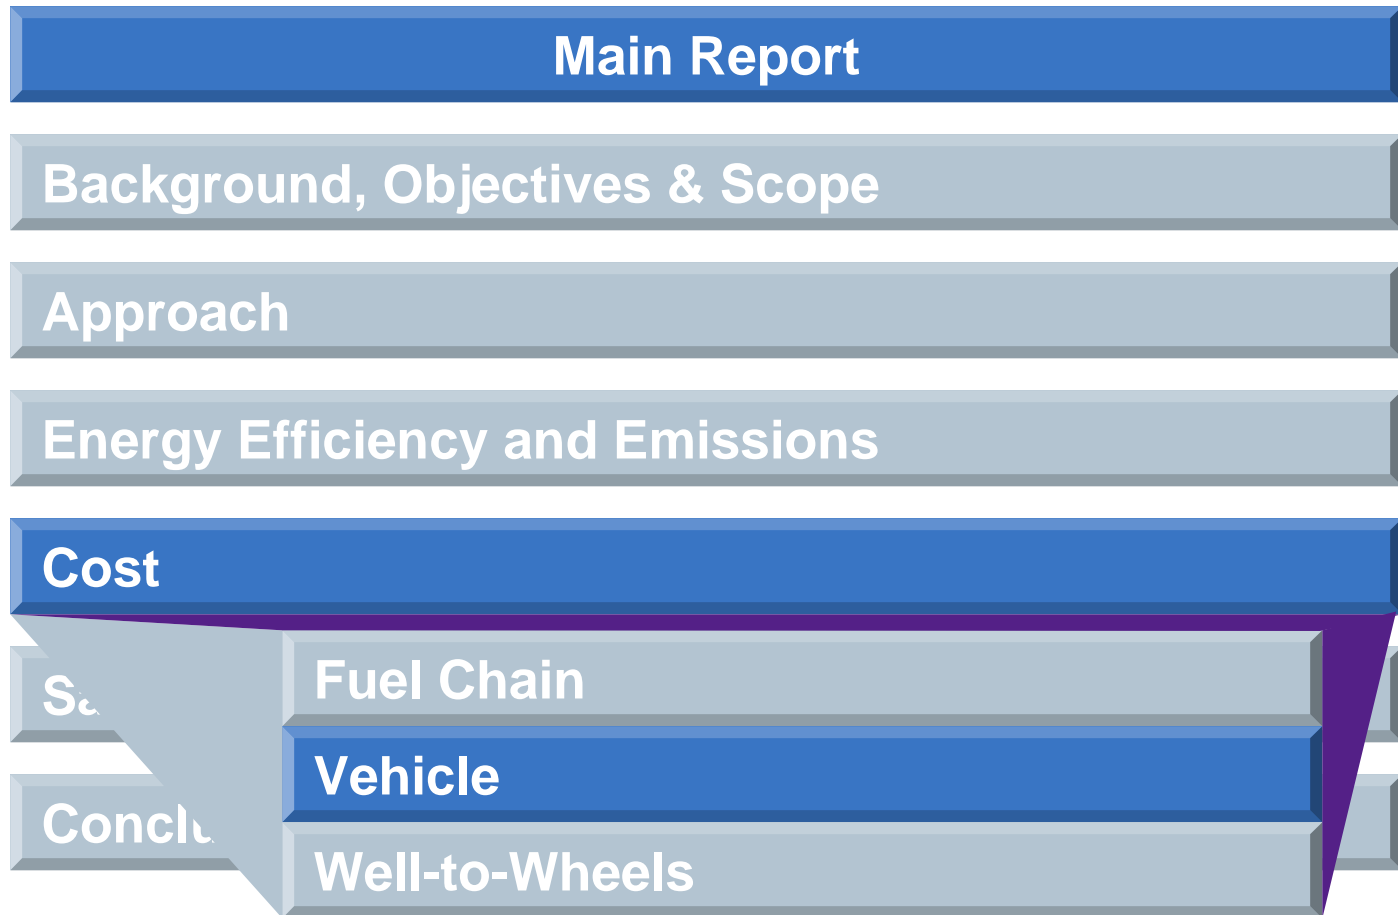 Main Report
Background, Objectives & Scope
Approach
Energy Efficiency and Emissions
Cost
Fuel Chain
Vehicle
Well-to-Wheels